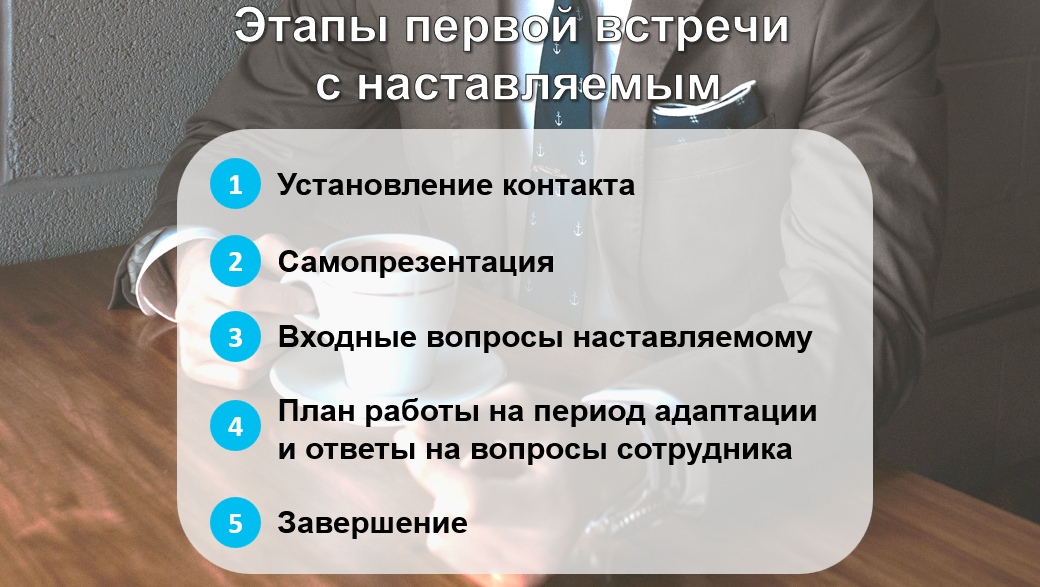 Этапы первой встречи
с наставляемым
1 Установление контакта
2 Самопрезентация
3 Входные вопросы наставляемому
4 План работы на период адаптации
и ответы на вопросы сотрудника
5 Завершение